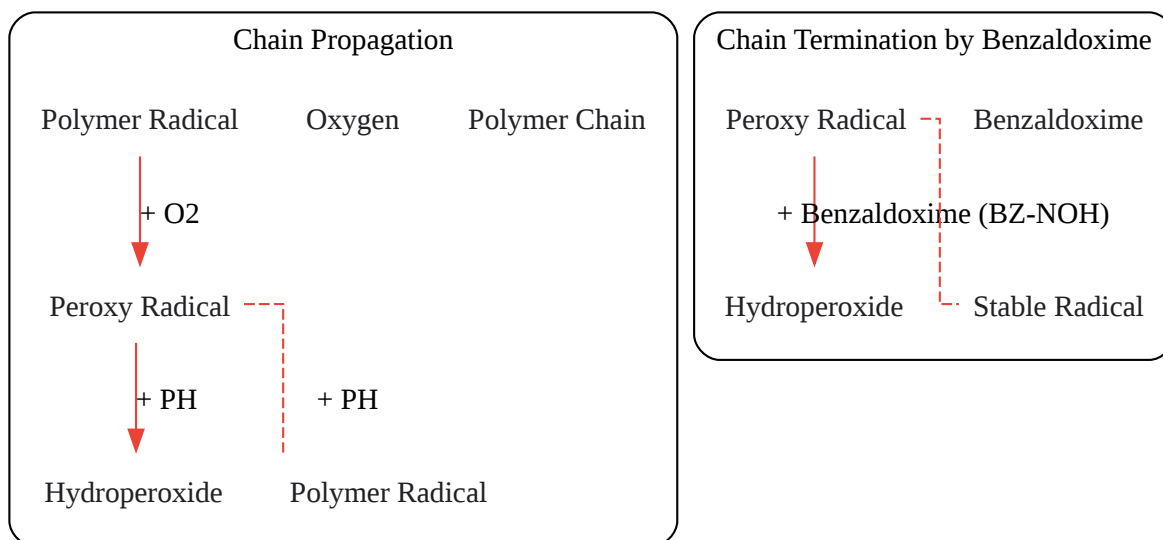 Chain Propagation
Polymer Radical
Oxygen
Polymer Chain
+ O2
Peroxy Radical
+ PH
+ PH
Hydroperoxide
Polymer Radical
Chain Termination by Benzaldoxime
Peroxy Radical
Benzaldoxime
+ Benzaldoxime (BZ-NOH)
Hydroperoxide
Stable Radical